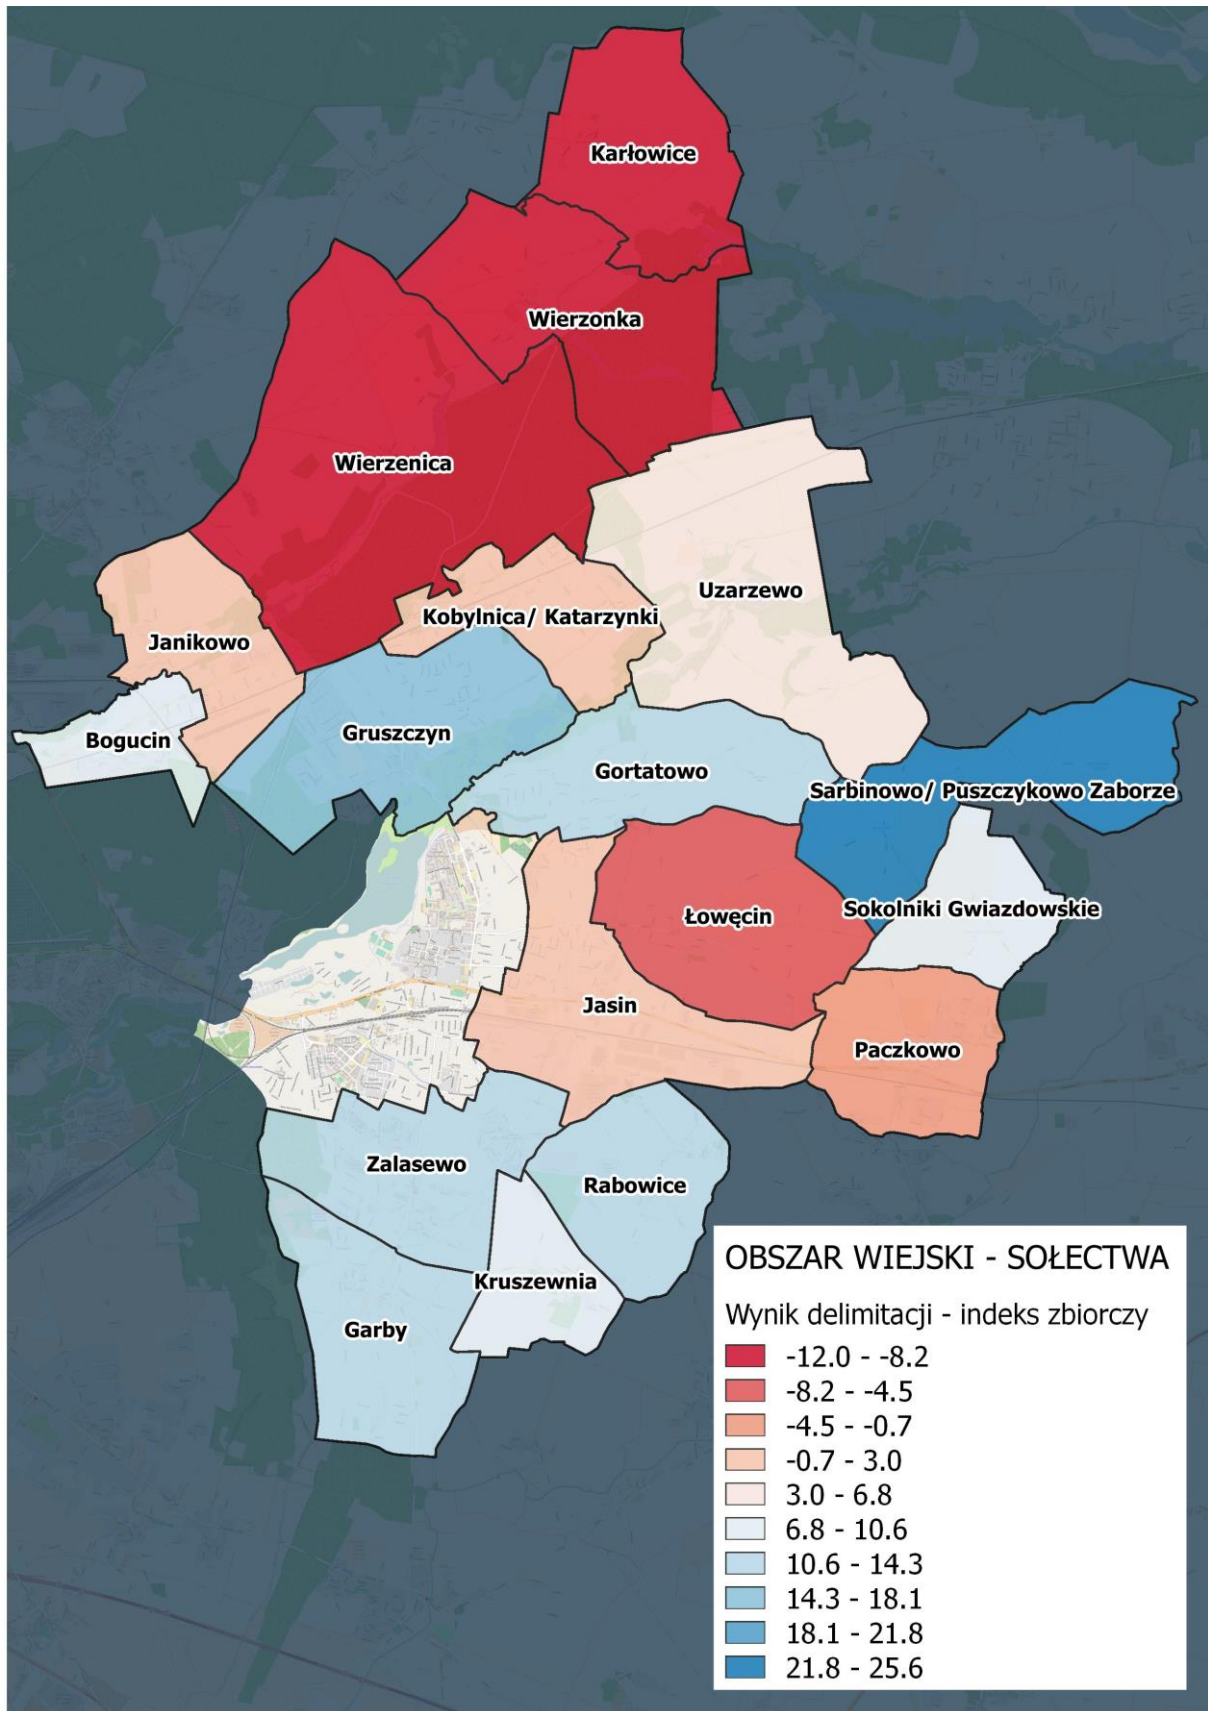 Karłowice
Wierzonka
Wierzenica
Uzarzewo
Kobylnica/ Katarzynki
Janikowo
Gruszczyn
Bogucin
Gortatowo
Sarbinowo/ Puszczykowo Zaborze
Sokolniki Gwiazdowskie
Łowęcin
Jasin
Paczkowo
Zalasewo
Rabowice
Kruszewnia
Garby
OBSZAR WIEJSKI - SOŁECTWA
Wynik delimitacji - indeks zbiorczy
-12.0 - -8.2
-8.2 - -4.5
-4.5 - -0.7
-0.7 - 3.0
3.0 - 6.8
6.8 - 10.6
10.6 - 14.3
14.3 - 18.1
18.1 - 21.8
21.8 - 25.6